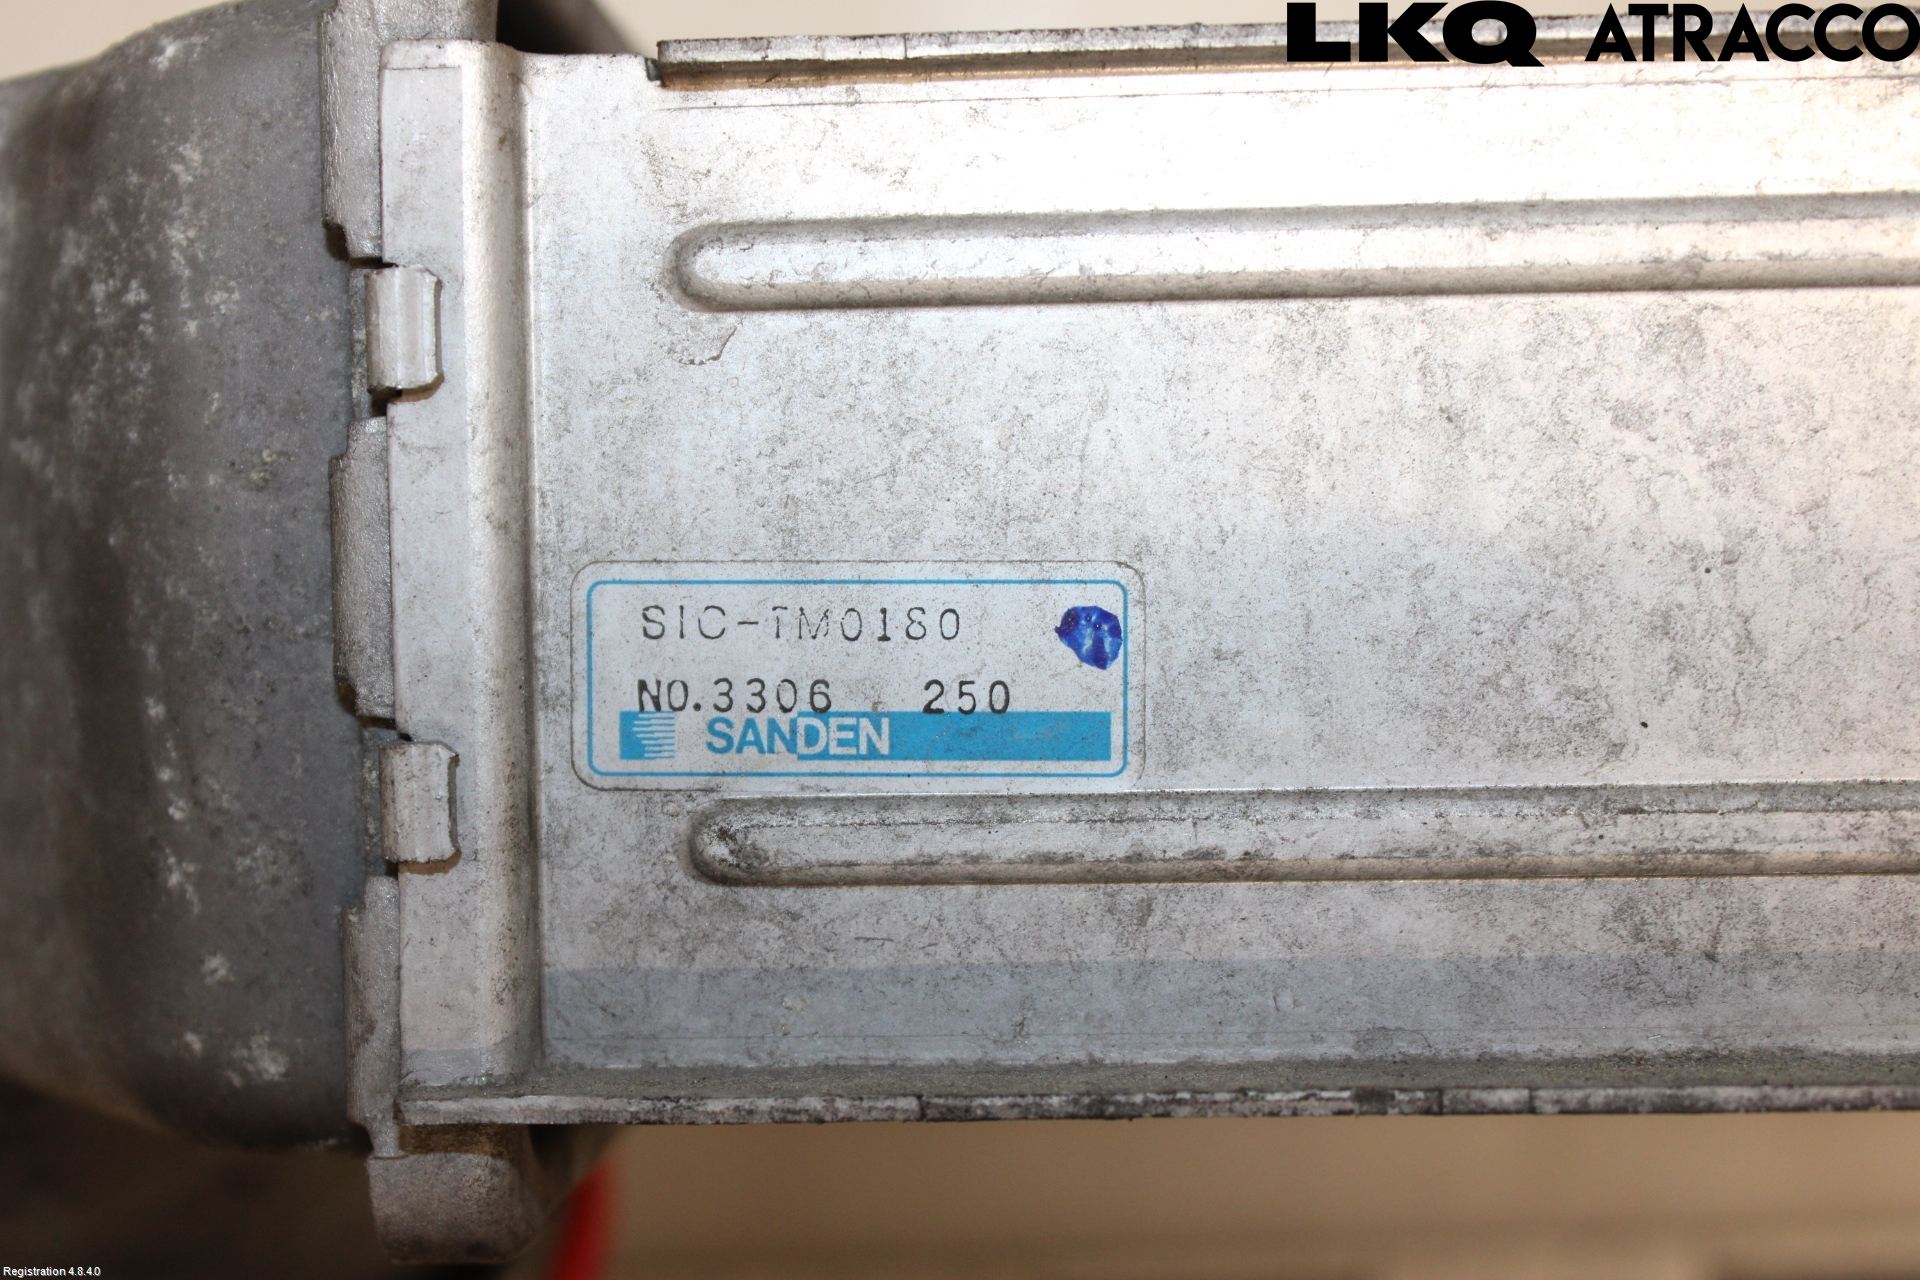 LKQ ATRACCO
SIC-TM0180
NO.3306 250
SANDEN
Registration 4.8.4.0